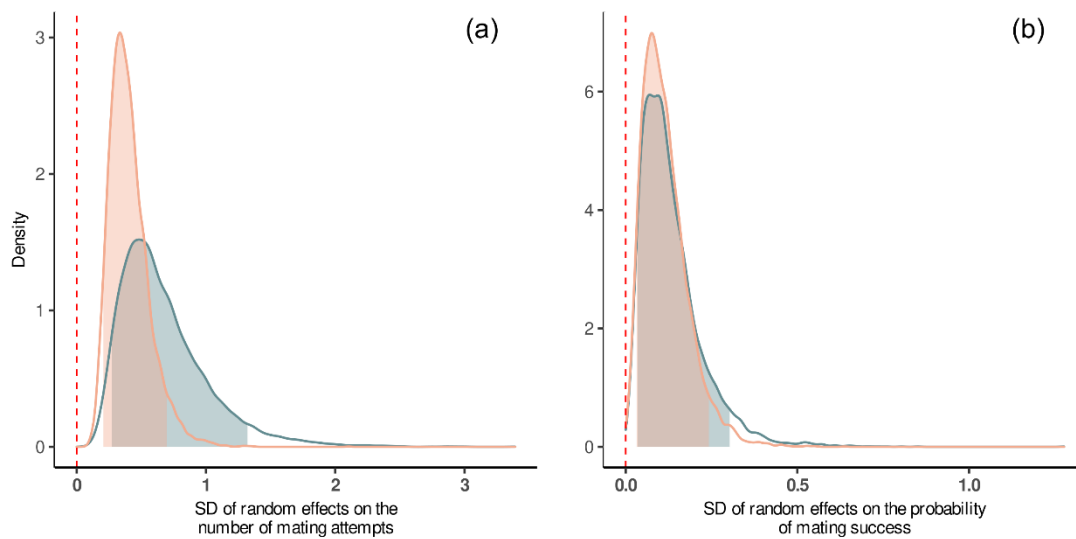 (a)
3
2
1
0
Density
0
1
2
3
SD of random effects on the
number of mating attempts
(b)
6
4
2
0
0.0
0.5
1.0
SD of random effects on the probability
of mating success